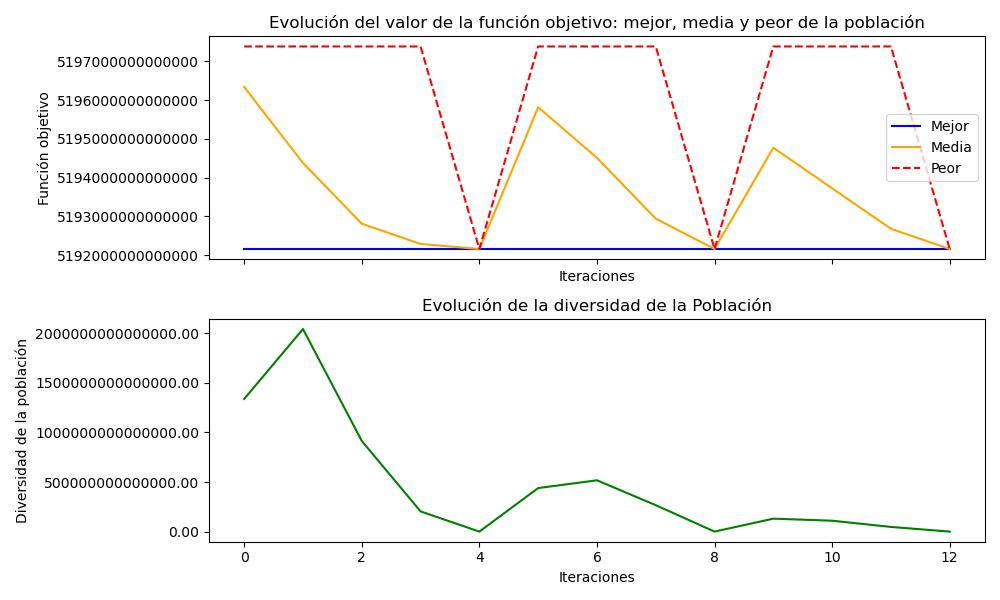 Evolución del valor de la función objetivo: mejor, media y peor de la población
Función objetivo
5197000000000000
5196000000000000
5195000000000000
5194000000000000
5193000000000000
5192000000000000
Mejor
Media
Peor
Iteraciones
Evolución de la diversidad de la Población
Diversidad de la población
2000000000000000.00
1500000000000000.00
1000000000000000.00
500000000000000.00
0.00
0 2 4 6 8 10 12
Iteraciones